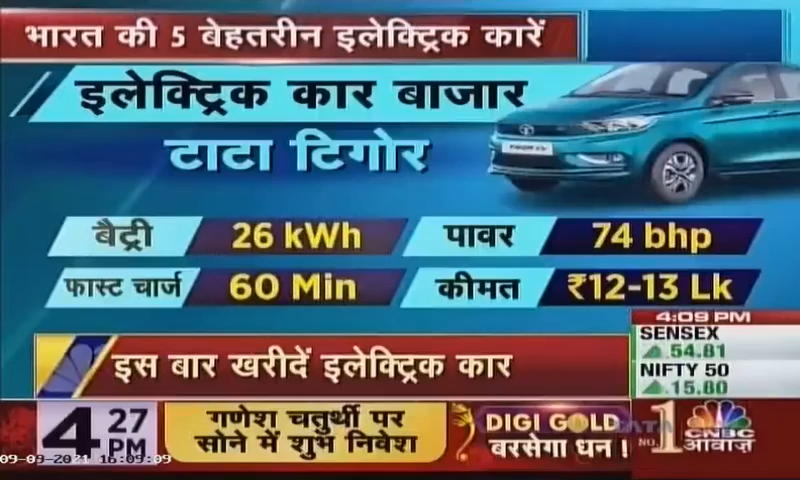 भारत की 5 बेहतरीन इलेक्ट्रिक कारें
इलेक्ट्रिक कार बाजार
टाटा टिगोर
बैट्री 26 kWh पावर 74 bhp
फास्ट चार्ज 60 Min कीमत ₹12-13 Lk
4:09 PM
SENSEX
54.81
NIFTY 50
15.80
इस बार खरीदें इलेक्ट्रिक कार
4 27 PM
गणेश चतुर्थी पर
सोने में शुभ निवेश
DIGI GOLD
बरसेगा धन !
NO. 1
CNBC
आवाज़
09-09-2021 16:09:09